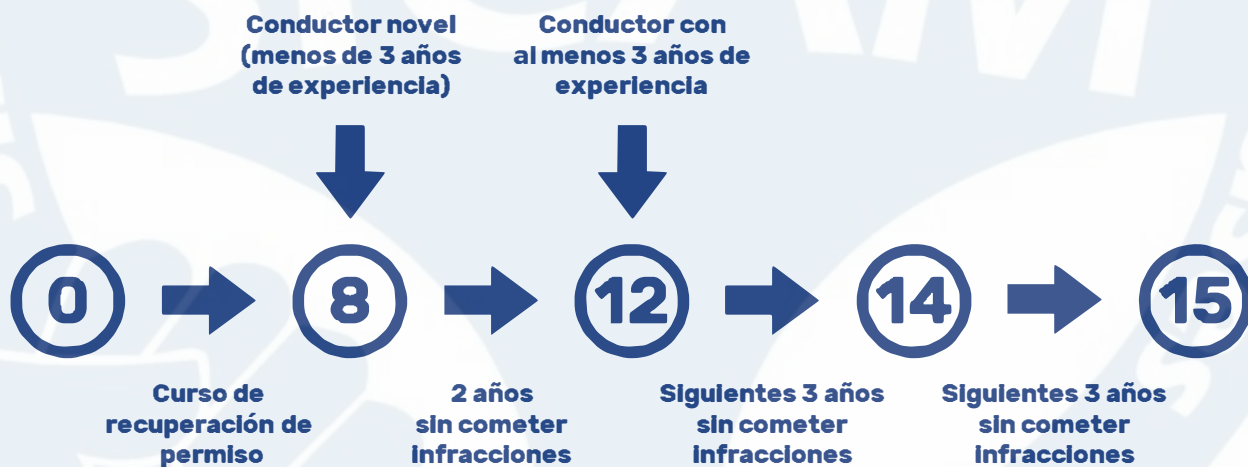 Conductor novel
(menos de 3 años
de experiencia)
Conductor con
al menos 3 años de
experiencia
0
8
12
14
15
Curso de
recuperación de
permiso
2 años
sin cometer
infracciones
Siguientes 3 años
sin cometer
infracciones
Siguientes 3 años
sin cometer
infracciones